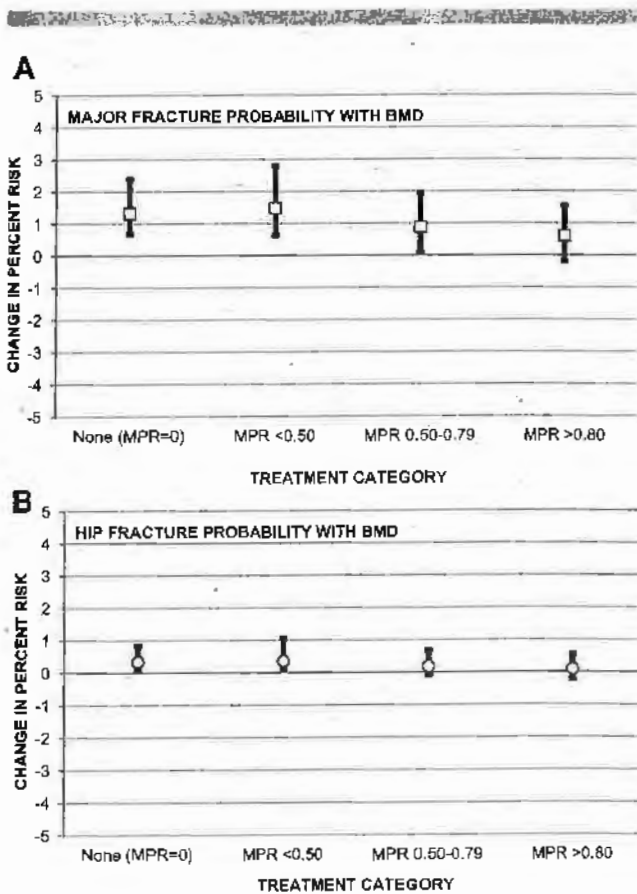 A
MAJOR FRACTURE PROBABILITY WITH BMD
CHANGE IN PERCENT RISK
5
4
3
2
1
0
-1
-2
-3
-4
-5
None (MPR=0) MPR <0.50 MPR 0.50-0.79 MPR >0.80
TREATMENT CATEGORY
B
HIP FRACTURE PROBABILITY WITH BMD
CHANGE IN PERCENT RISK
5
4
3
2
1
0
-1
-2
-3
-4
-5
None (MPR=0) MPR <0.50 MPR 0.50-0.79 MPR >0.80
TREATMENT CATEGORY